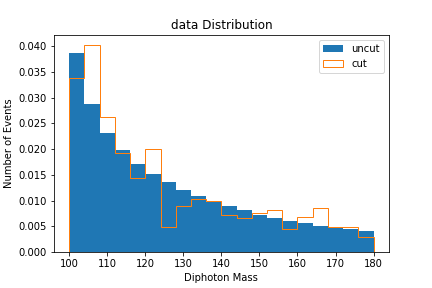 data Distribution
uncut
cut
Number of Events
0.040
0.035
0.030
0.025
0.020
0.015
0.010
0.005
0.000
100 110 120 130 140 150 160 170 180
Diphoton Mass